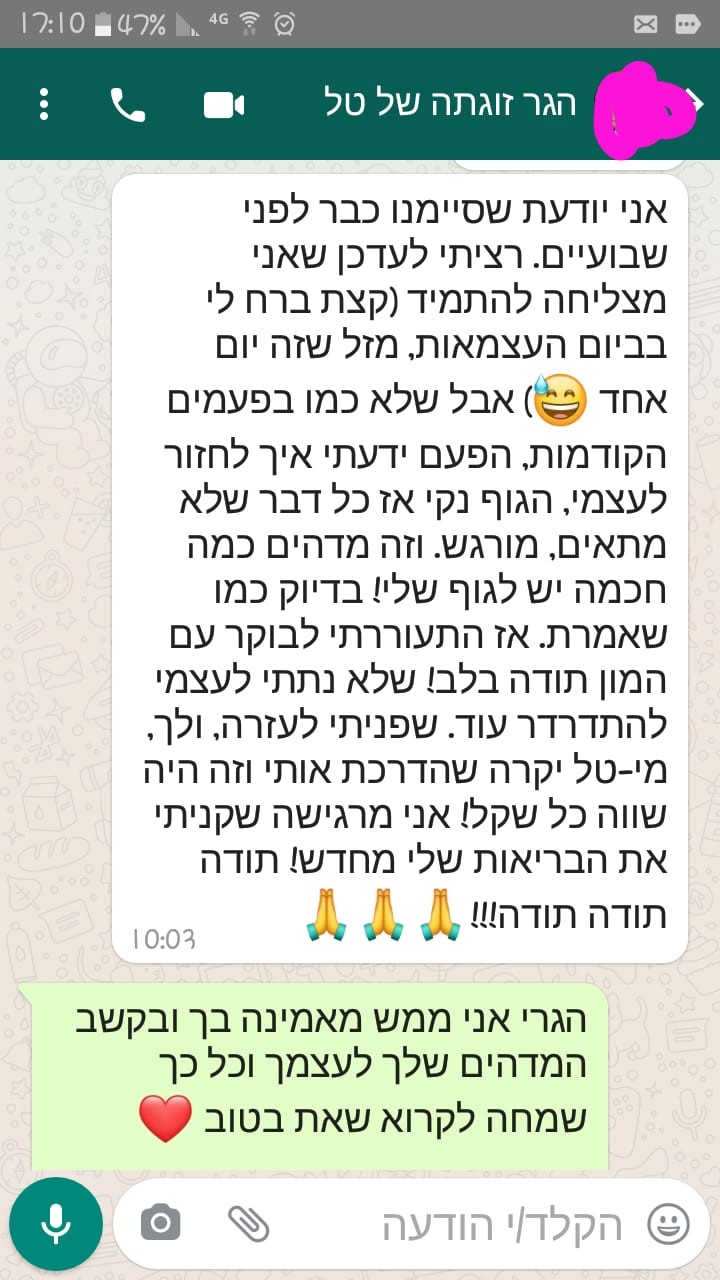 17:10 47% 4G
הגר זוגתה של טל
אני יודעת שסיימנו כבר לפני
שבועיים. רציתי לעדכן שאני
מצליחה להתמיד (קצת ברח לי
בביום העצמאות, מזל שזה יום
אחד 😅) אבל שלא כמו בפעמים
הקודמות, הפעם ידעתי איך לחזור
לעצמי, הגוף נקי אז כל דבר שלא
מתאים, מורגש. וזה מדהים כמה
חכמה יש לגוף שלי! בדיוק כמו
שאמרת. אז התעוררתי לבוקר עם
המון תודה בלב! שלא נתתי לעצמי
להתדרדר עוד. שפניתי לעזרה, ולך,
מי-טל יקרה שהדרכת אותי וזה היה
שווה כל שקל! אני מרגישה שקניתי
את הבריאות שלי מחדש! תודה
תודה תודה!!! 🙏 🙏 🙏
10:03
הגרי אני ממש מאמינה בך ובקשב
המדהים שלך לעצמך וכל כך
שמחה לקרוא שאת בטוב ❤️
הקלד/י הודעה